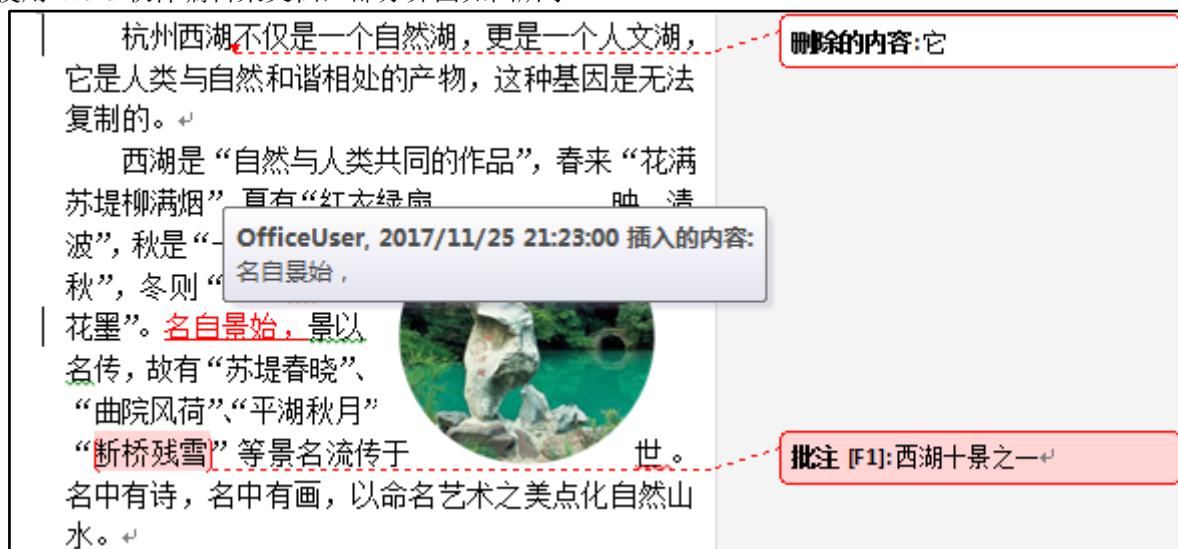 杭州西湖不仅是一个自然湖，更是一个人文湖，
删除的内容:它
它是人类与自然和谐相处的产物，这种基因是无法
复制的。
西湖是“自然与人类共同的作品”，春来“花满
苏堤柳满烟” 夏有“红衣绿扇 映 清
波”，秋是“一
OfficeUser, 2017/11/25 21:23:00 插入的内容:
名自景始，
秋”，冬则“
花墨”。名自景始，景以
名传，故有“苏堤春晓”、
“曲院风荷”、“平湖秋月”
“断桥残雪”等景名流传于 世。
批注 [F1]:西湖十景之一
名中有诗，名中有画，以命名艺术之美点化自然山
水。